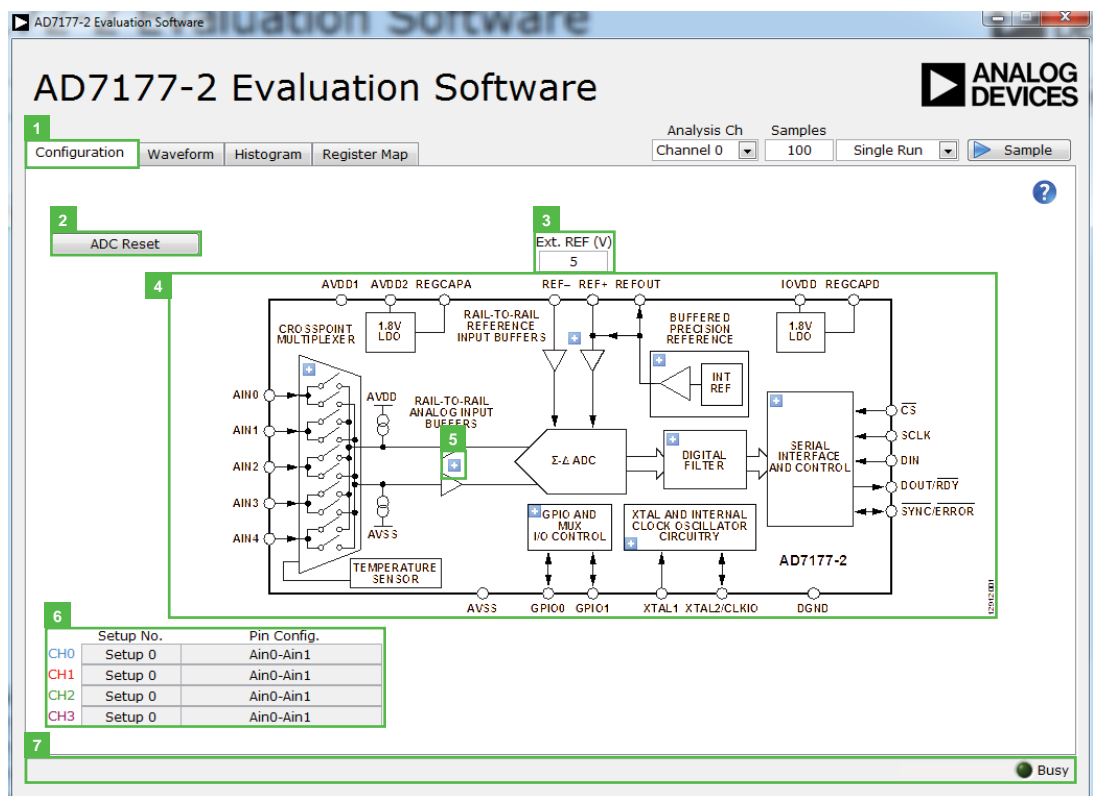 AD7177-2 Evaluation Software
AD7177-2 Evaluation Software
ANALOG
DEVICES
1
Configuration Waveform Histogram Register Map
Analysis Ch Samples
Channel 0 100 Single Run Sample
?
2
ADC Reset
3
Ext. REF (V)
5
4
AVDD1 AVDD2 REGCAPA REF– REF+ REFOUT IOVDD REGCAPD
CROSSPOINT
MULTIPLEXER
1.8V
LDO
RAIL-TO-RAIL
REFERENCE
INPUT BUFFERS
BUFFERED
PRECISION
REFERENCE
INT
REF
1.8V
LDO
AVDD
RAIL-TO-RAIL
ANALOG INPUT
BUFFERS
5
AIN0
AIN1
AIN2
AIN3
AIN4
AVSS
Σ-Δ ADC
DIGITAL
FILTER
SERIAL
INTERFACE
AND CONTROL
CS
SCLK
DIN
DOUT/RDY
SYNC/ERROR
GPIO AND
MUX
I/O CONTROL
XTAL AND INTERNAL
CLOCK OSCILLATOR
CIRCUITRY
TEMPERATURE
SENSOR
AD7177-2
AVSS GPIO0 GPIO1 XTAL1 XTAL2/CLKIO DGND
12912-001
6
Setup No. Pin Config.
CH0 Setup 0 Ain0-Ain1
CH1 Setup 0 Ain0-Ain1
CH2 Setup 0 Ain0-Ain1
CH3 Setup 0 Ain0-Ain1
7
Busy